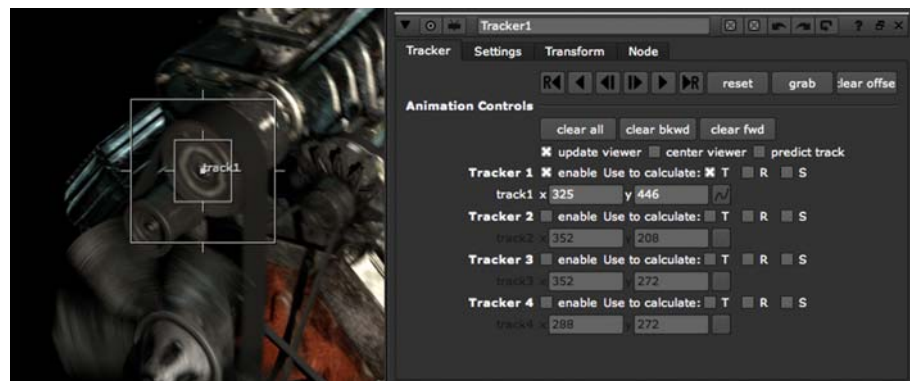 track1
Tracker1
?
Tracker Settings Transform Node
R R reset grab :lear offse
Animation Controls
clear all clear bkwd clear fwd
update viewer center viewer predict track
Tracker 1 enable Use to calculate: T R S
track1 x 325 y 446
Tracker 2 enable Use to calculate: T R S
track2 x 352 y 208
Tracker 3 enable Use to calculate: T R S
track3 x 352 y 272
Tracker 4 enable Use to calculate: T R S
track4 x 288 y 272